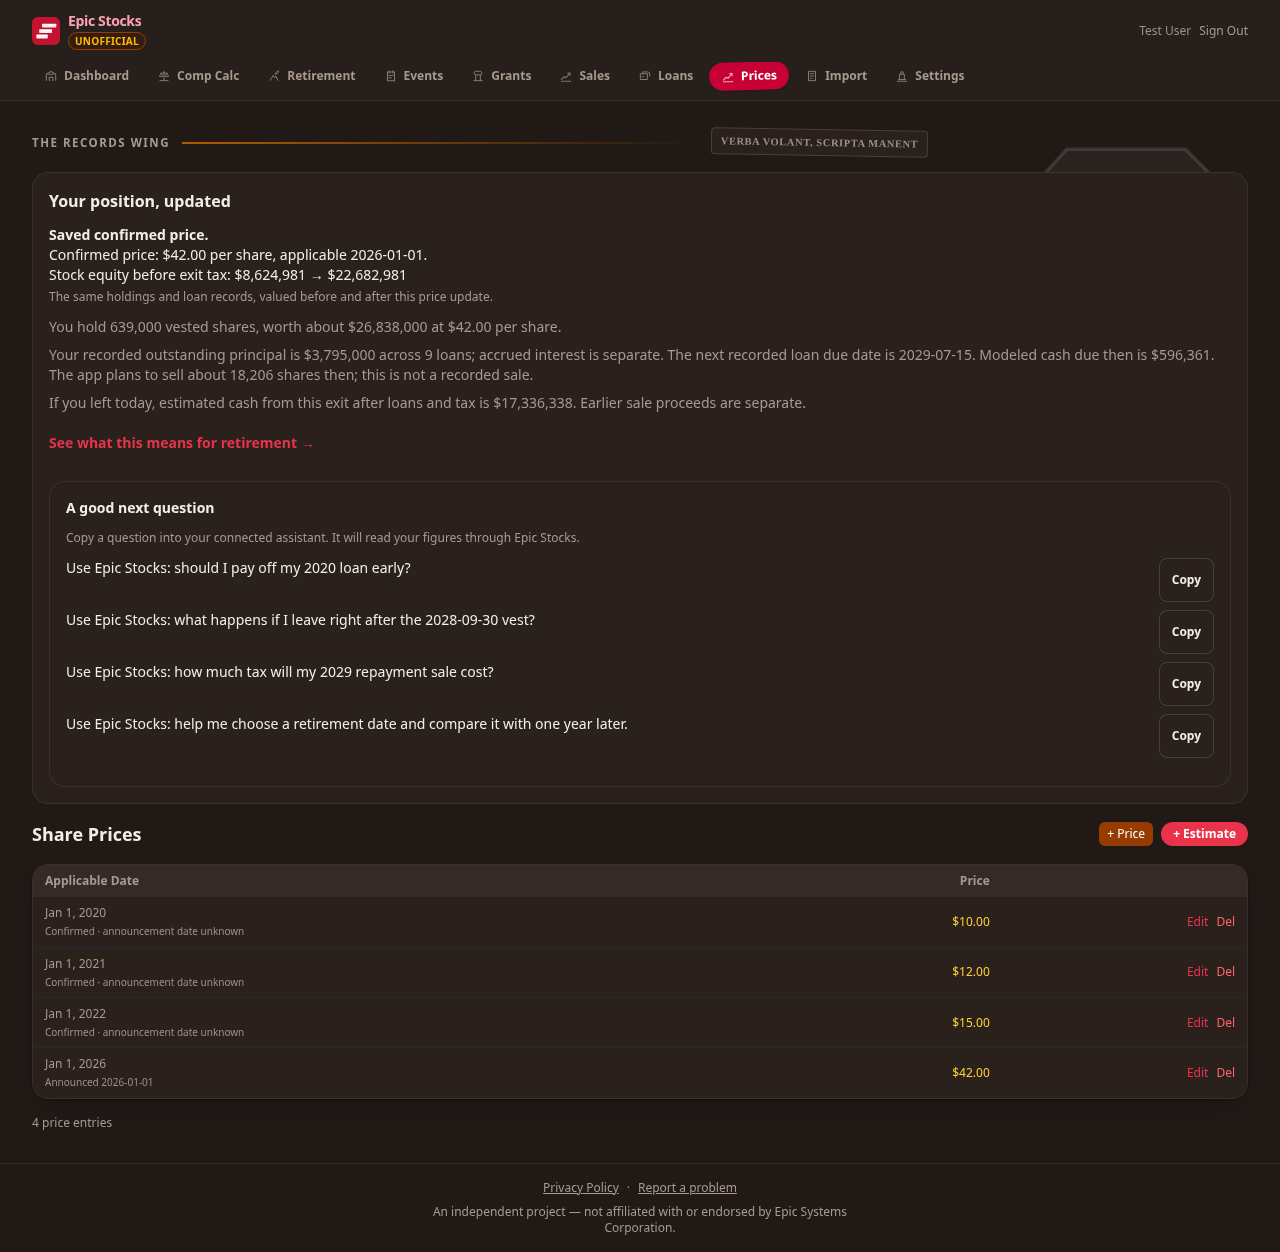 Epic Stocks
UNOFFICIAL
Test User Sign Out
Dashboard Comp Calc Retirement Events Grants Sales Loans Prices Import Settings
THE RECORDS WING
VERBA VOLANT, SCRIPTA MANENT
Your position, updated
Saved confirmed price.
Confirmed price: $42.00 per share, applicable 2026-01-01.
Stock equity before exit tax: $8,624,981 → $22,682,981
The same holdings and loan records, valued before and after this price update.
You hold 639,000 vested shares, worth about $26,838,000 at $42.00 per share.
Your recorded outstanding principal is $3,795,000 across 9 loans; accrued interest is separate. The next recorded loan due date is 2029-07-15. Modeled cash due then is $596,361.
The app plans to sell about 18,206 shares then; this is not a recorded sale.
If you left today, estimated cash from this exit after loans and tax is $17,336,338. Earlier sale proceeds are separate.
See what this means for retirement →
A good next question
Copy a question into your connected assistant. It will read your figures through Epic Stocks.
Use Epic Stocks: should I pay off my 2020 loan early?
Copy
Use Epic Stocks: what happens if I leave right after the 2028-09-30 vest?
Copy
Use Epic Stocks: how much tax will my 2029 repayment sale cost?
Copy
Use Epic Stocks: help me choose a retirement date and compare it with one year later.
Copy
Share Prices
+ Price + Estimate
Applicable Date Price
Jan 1, 2020
Confirmed · announcement date unknown
$10.00 Edit Del
Jan 1, 2021
Confirmed · announcement date unknown
$12.00 Edit Del
Jan 1, 2022
Confirmed · announcement date unknown
$15.00 Edit Del
Jan 1, 2026
Announced 2026-01-01
$42.00 Edit Del
4 price entries
Privacy Policy · Report a problem
An independent project — not affiliated with or endorsed by Epic Systems
Corporation.